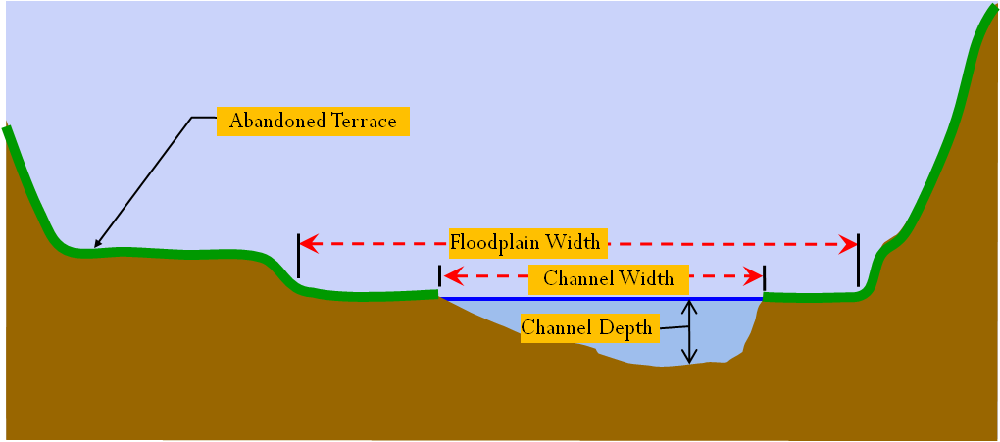 Abandoned Terrace
Floodplain Width
Channel Width
Channel Depth